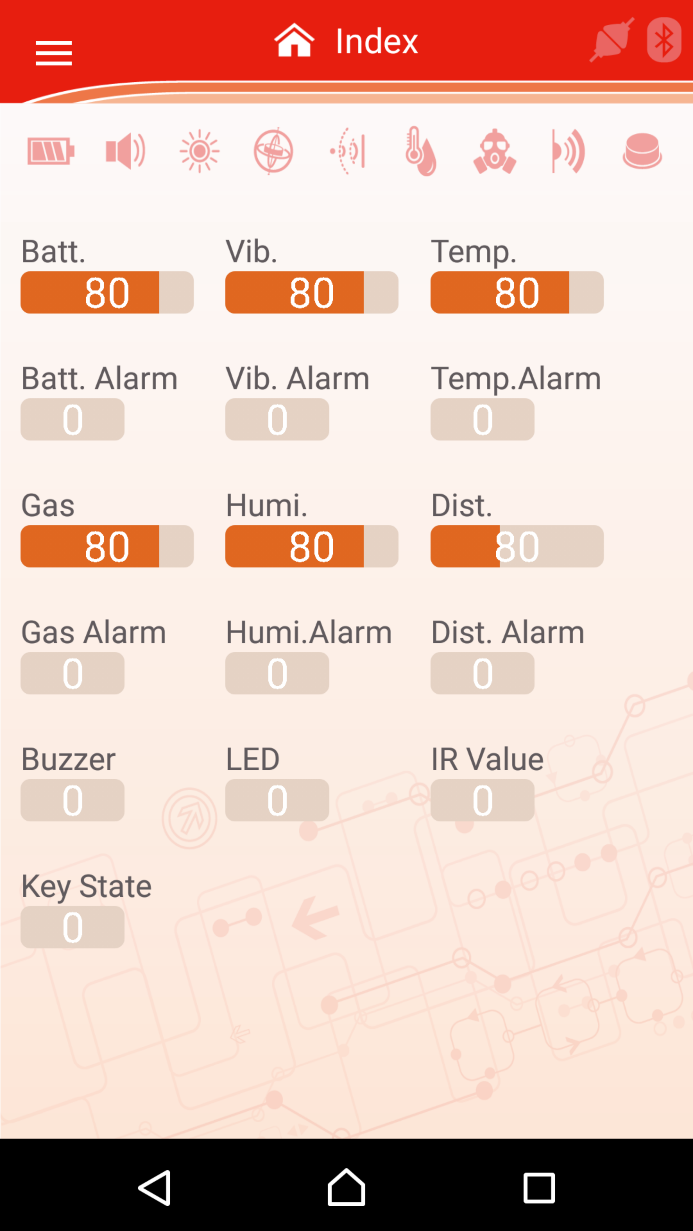 Index
Batt. Vib. Temp.
80 80 80
Batt. Alarm Vib. Alarm Temp.Alarm
0 0 0
Gas Humi. Dist.
80 80 80
Gas Alarm Humi.Alarm Dist. Alarm
0 0 0
Buzzer LED IR Value
0 0 0
Key State
0